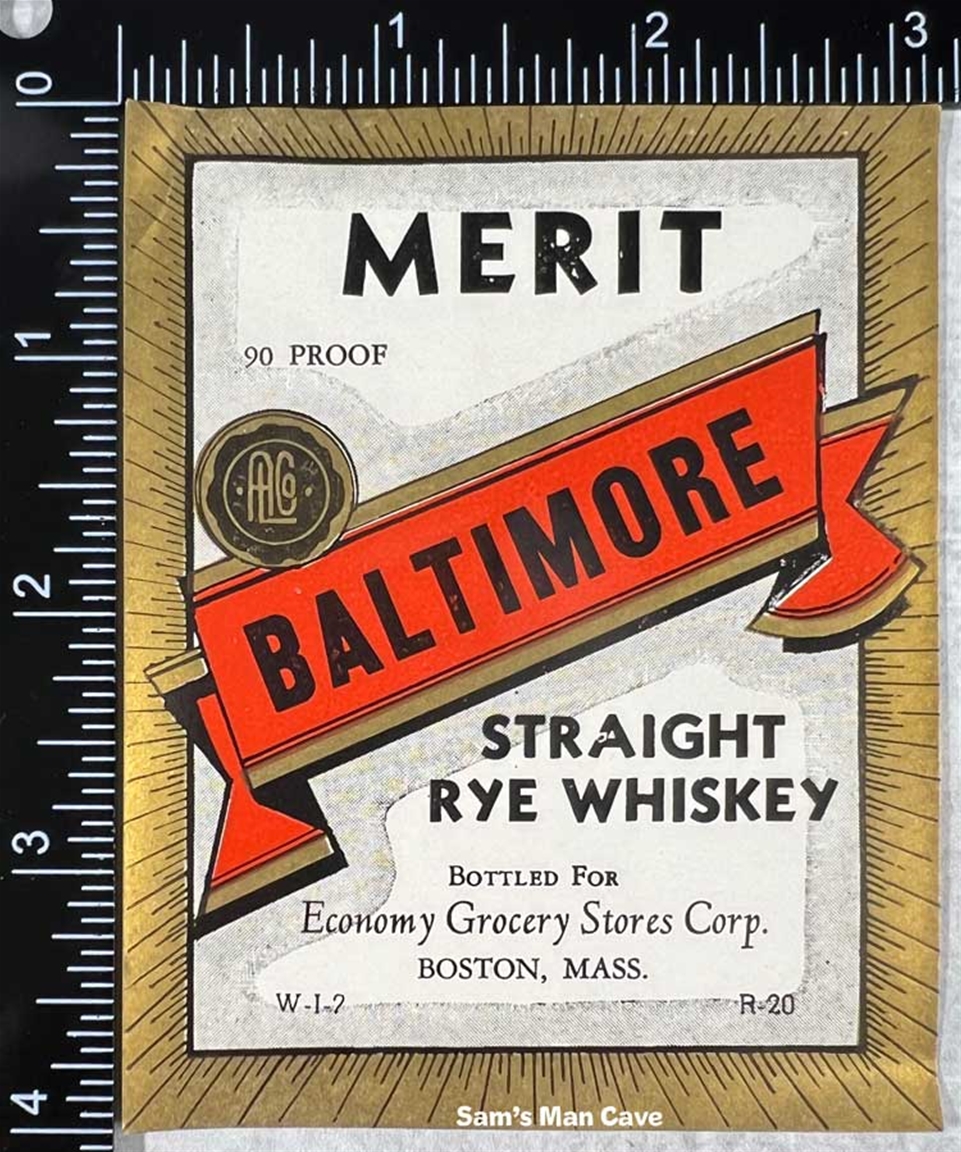 1 2 3
0
MERIT
1
90 PROOF
ALCo
BALTIMORE
2
STRAIGHT
RYE WHISKEY
3
BOTTLED FOR
Economy Grocery Stores Corp.
BOSTON, MASS.
W-I-2 R-20
4
Sam's Man Cave